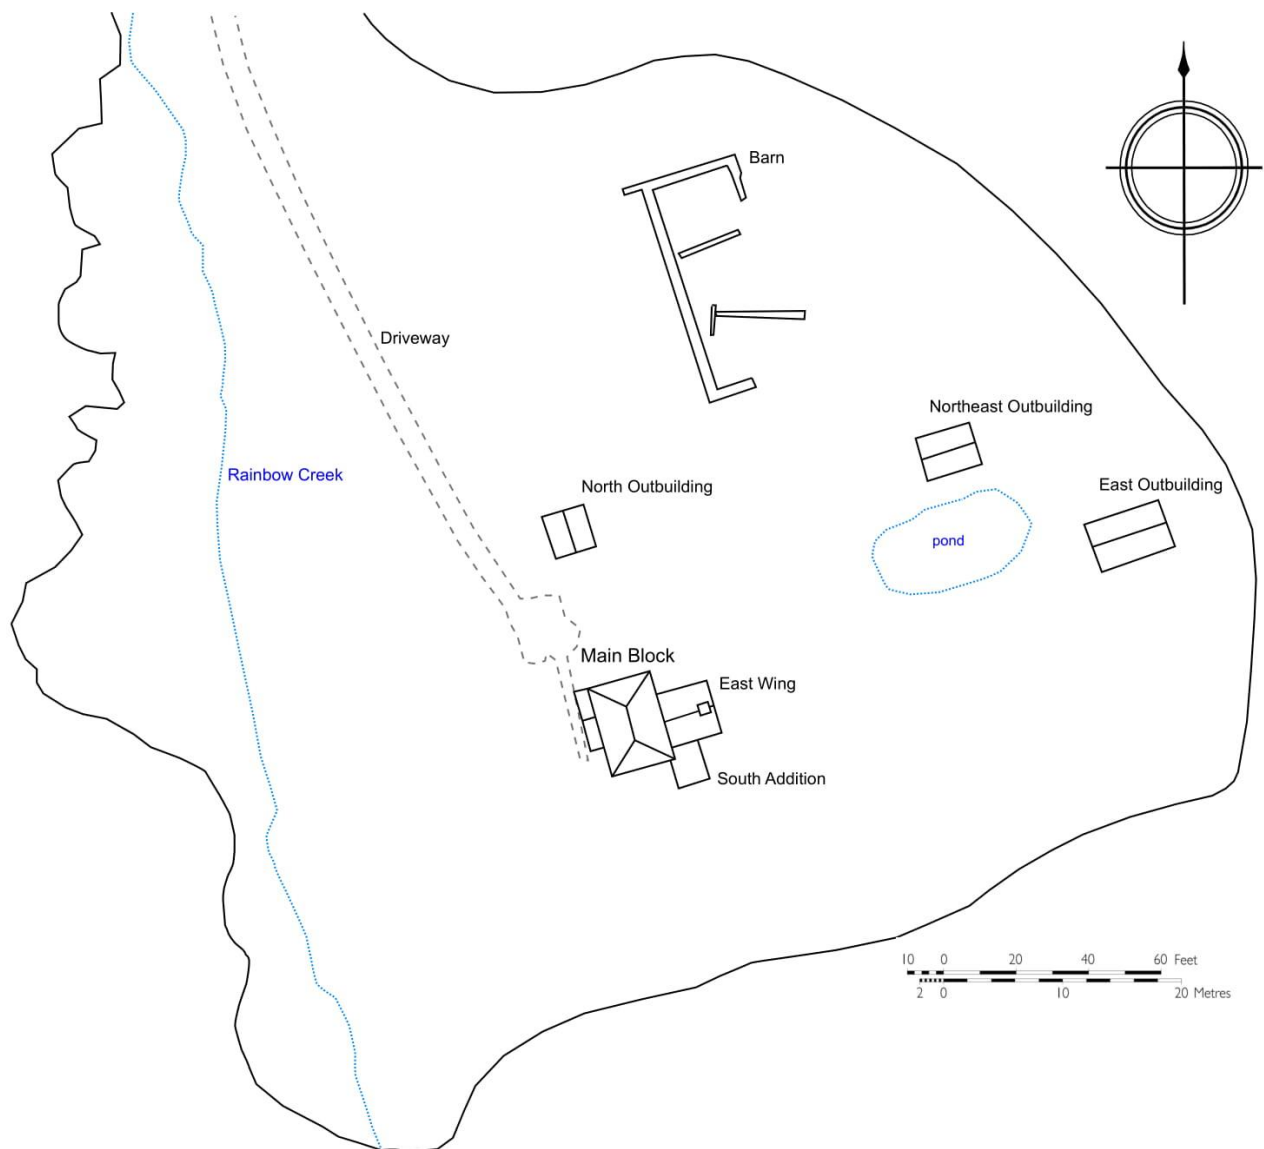 Barn
Driveway
Northeast Outbuilding
Rainbow Creek
North Outbuilding
East Outbuilding
pond
Main Block
East Wing
South Addition
10 0 20 40 60 Feet
2 0 10 20 Metres